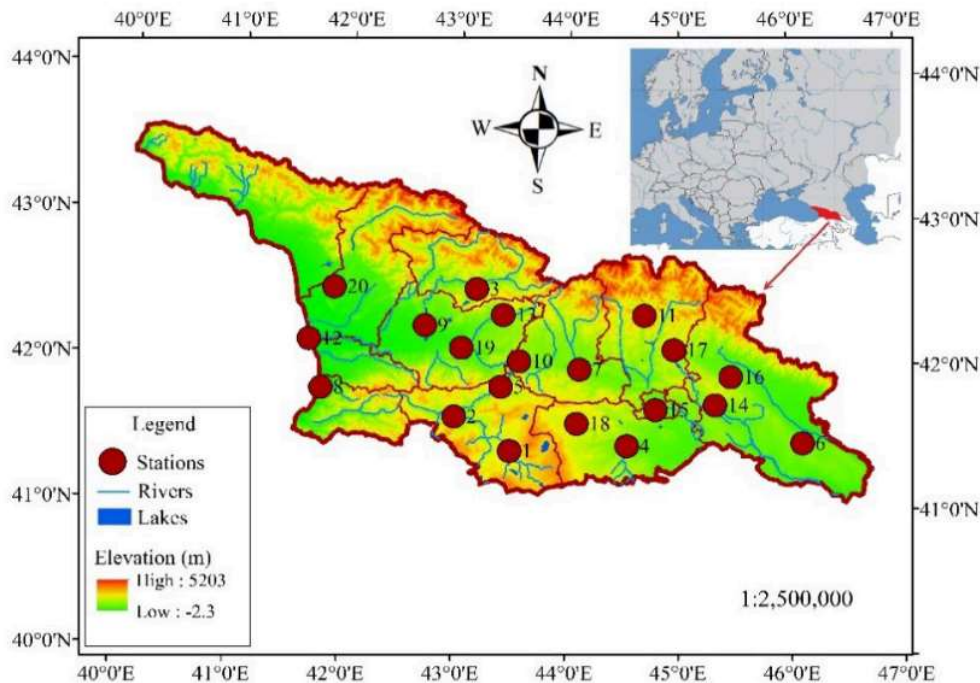 40°0'E 41°0'E 42°0'E 43°0'E 44°0'E 45°0'E 46°0'E 47°0'E
44°0'N 44°0'N
N
W E
S
43°0'N 43°0'N
20 3
13 11
9
12 42°0'N 19 17 42°0'N
10 7
8 5 16
14
2 15
18
1 4 6
Legend
Stations
Rivers
Lakes
41°0'N 41°0'N
Elevation (m)
High : 5203
Low : -2.3
1:2,500,000
40°0'N
40°0'E 41°0'E 42°0'E 43°0'E 44°0'E 45°0'E 46°0'E 47°0'E